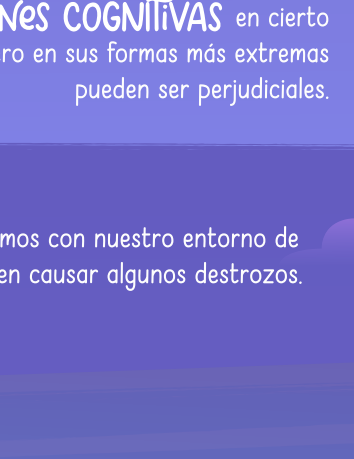 NES COGNITIVAS en cierto
ro en sus formas más extremas
pueden ser perjudiciales.
mos con nuestro entorno de
en causar algunos destrozos.